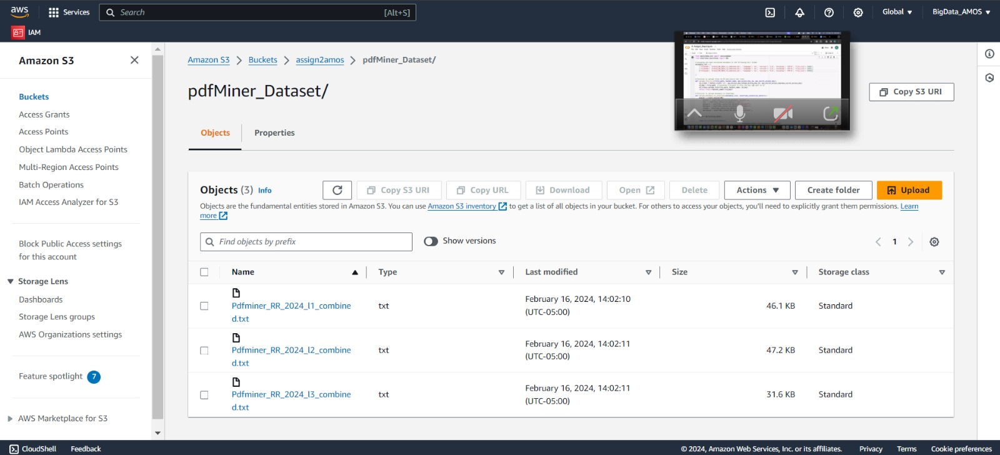 aws
Services
Search
[Alt+S]
Global
BigData_AMOS
IAM
Amazon S3
Buckets
Access Grants
Access Points
Object Lambda Access Points
Multi-Region Access Points
Batch Operations
IAM Access Analyzer for S3
Block Public Access settings
for this account
Storage Lens
Dashboards
Storage Lens groups
AWS Organizations settings
Feature spotlight 7
AWS Marketplace for S3
Amazon S3 > Buckets > assign2amos > pdfMiner_Dataset/
pdfMiner_Dataset/
Copy S3 URI
Objects
Properties
Objects (3) Info
Copy S3 URI
Copy URL
Download
Open
Delete
Actions
Create folder
Upload
Objects are the fundamental entities stored in Amazon S3. You can use Amazon S3 inventory to get a list of all objects in your bucket. For others to access your objects, you'll need to explicitly grant them permissions. Learn
more
Find objects by prefix
Show versions
1
Name Type Last modified Size Storage class
Pdfminer_RR_2024_l1_combine
d.txt
txt
February 16, 2024, 14:02:10
(UTC-05:00)
46.1 KB
Standard
Pdfminer_RR_2024_l2_combine
d.txt
txt
February 16, 2024, 14:02:11
(UTC-05:00)
47.2 KB
Standard
Pdfminer_RR_2024_l3_combine
d.txt
txt
February 16, 2024, 14:02:11
(UTC-05:00)
31.6 KB
Standard
CloudShell
Feedback
© 2024, Amazon Web Services, Inc. or its affiliates.
Privacy
Terms
Cookie preferences